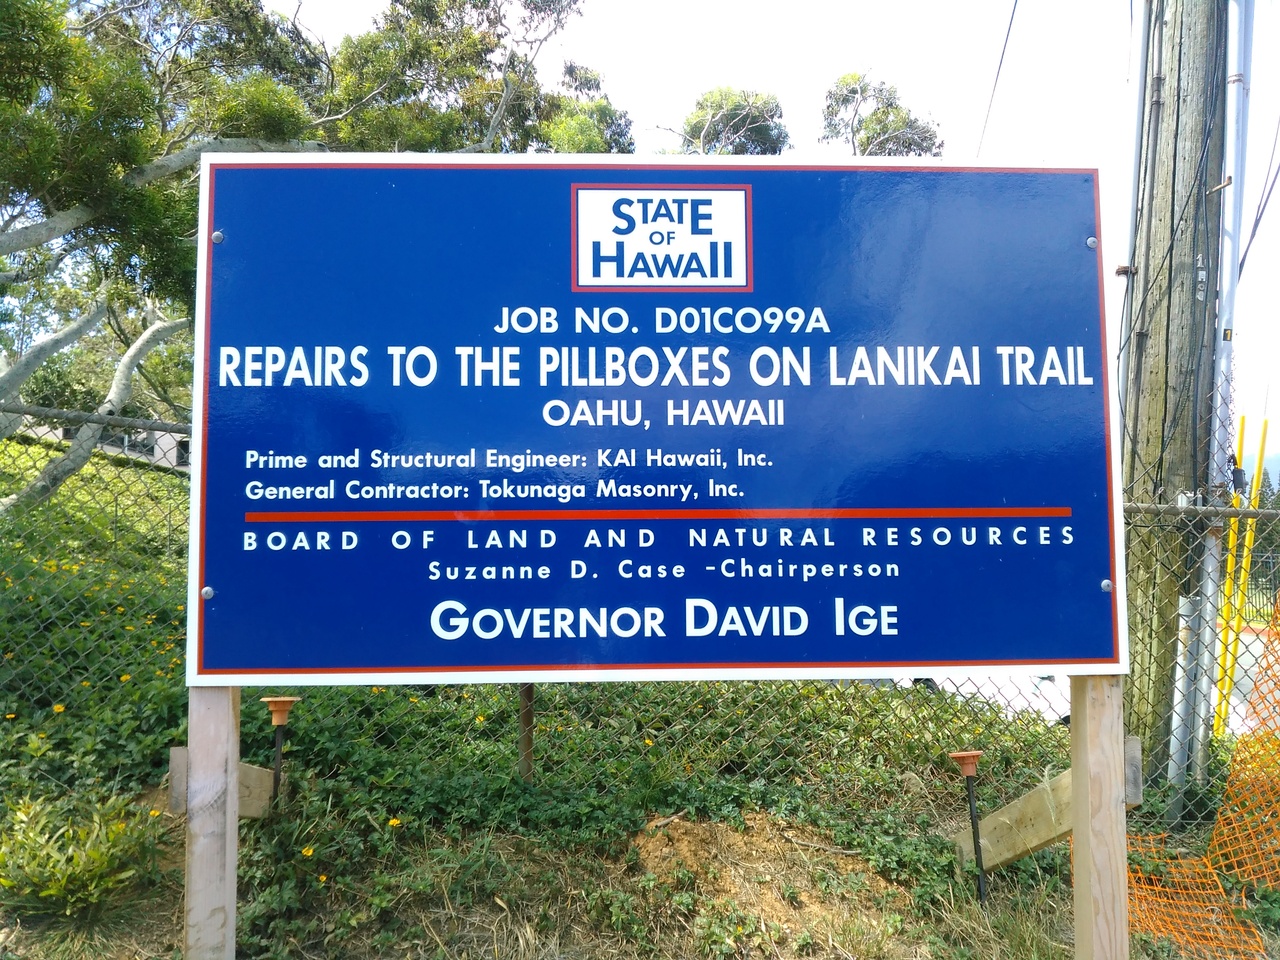 STATE
OF
HAWAII
JOB NO. D01CO99A
REPAIRS TO THE PILLBOXES ON LANIKAI TRAIL
OAHU, HAWAII
Prime and Structural Engineer: KAI Hawaii, Inc.
General Contractor: Tokunaga Masonry, Inc.
BOARD OF LAND AND NATURAL RESOURCES
Suzanne D. Case -Chairperson
GOVERNOR DAVID IGE